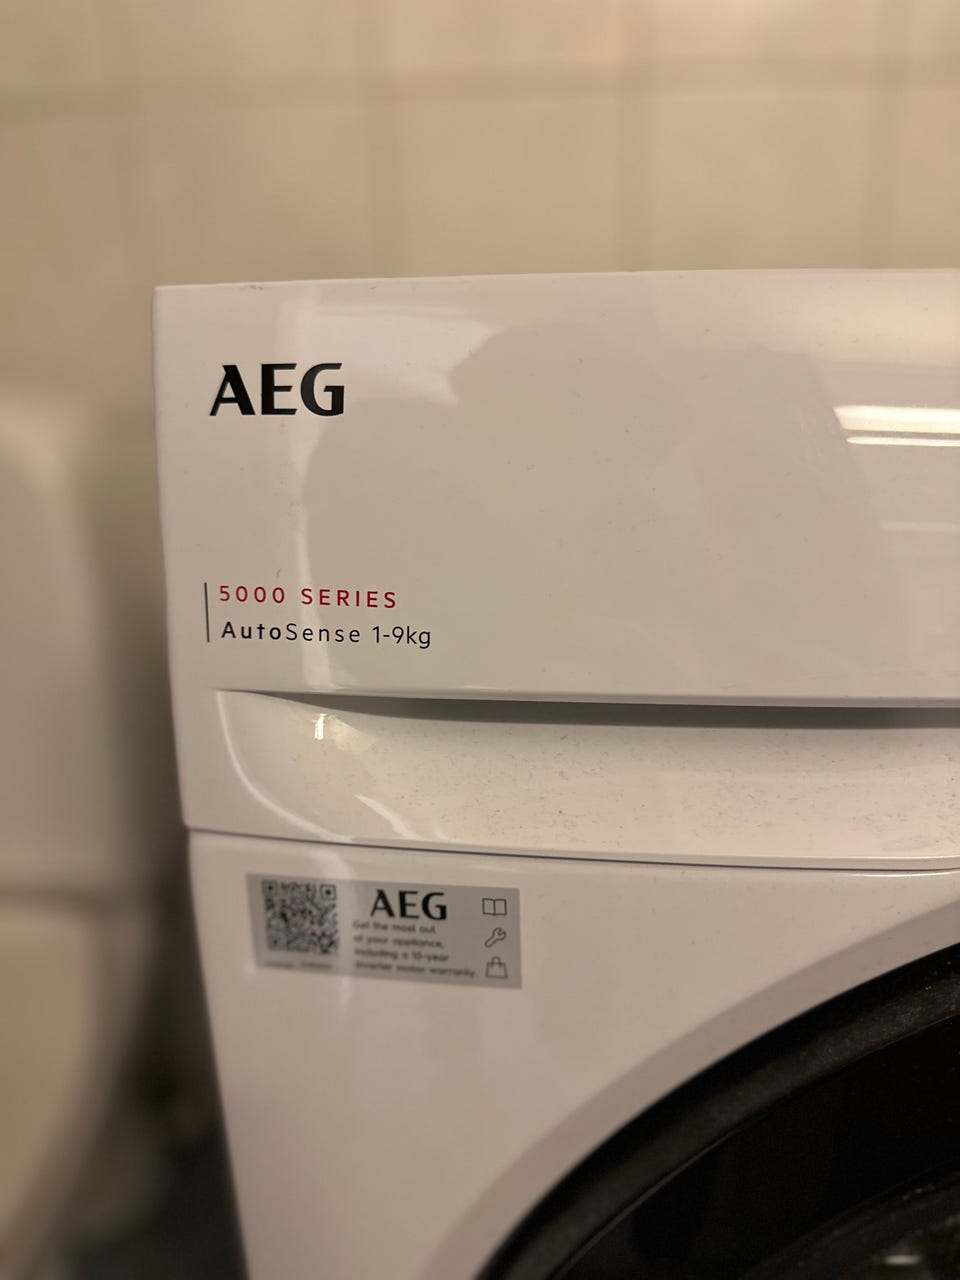 AEG
5000 SERIES
AutoSense 1-9kg
AEG
Get the most out
of your appliance,
including a 10-year
inverter motor warranty.